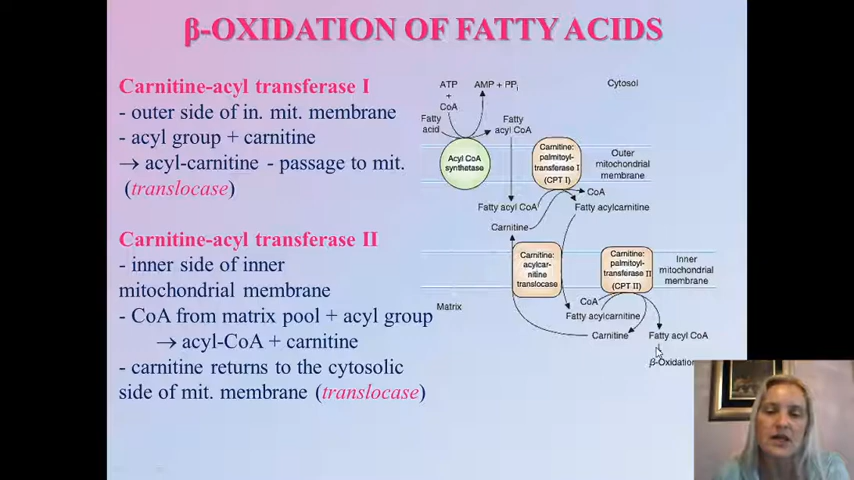 β-OXIDATION OF FATTY ACIDS
Carnitine-acyl transferase I
- outer side of in. mit. membrane
- acyl group + carnitine
→ acyl-carnitine - passage to mit.
(translocase)
Carnitine-acyl transferase II
- inner side of inner
mitochondrial membrane
- CoA from matrix pool + acyl group
→ acyl-CoA + carnitine
- carnitine returns to the cytosolic
side of mit. membrane (translocase)
ATP
+
CoA
AMP + PPi
Cytosol
Fatty
acid
Fatty
acyl CoA
Acyl CoA
synthetase
Carnitine:
palmitoyl-
transferase I
(CPT I)
Outer
mitochondrial
membrane
CoA
Fatty acyl CoA
Fatty acylcarnitine
Carnitine
Carnitine:
acylcar-
nitine
translocase
Carnitine:
palmitoyl-
transferase II
(CPT II)
Inner
mitochondrial
membrane
Matrix
CoA
Fatty acylcarnitine
Carnitine
Fatty acyl CoA
β-Oxidation